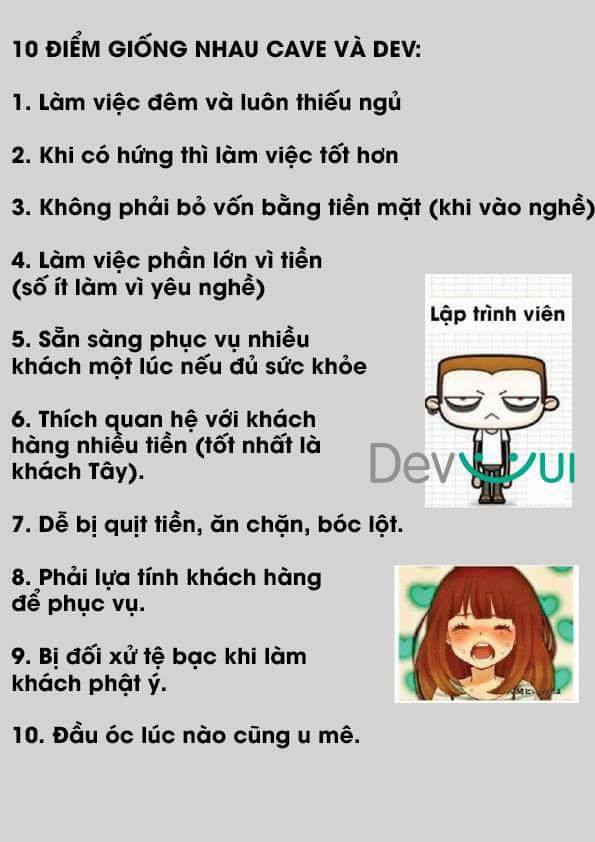 10 ĐIỂM GIỐNG NHAU CAVE VÀ DEV:
1. Làm việc đêm và luôn thiếu ngủ
2. Khi có hứng thì làm việc tốt hơn
3. Không phải bỏ vốn bằng tiền mặt (khi vào nghề)
4. Làm việc phần lớn vì tiền
(số ít làm vì yêu nghề)
5. Sẵn sàng phục vụ nhiều
khách một lúc nếu đủ sức khỏe
6. Thích quan hệ với khách
hàng nhiều tiền (tốt nhất là
khách Tây).
7. Dễ bị quịt tiền, ăn chặn, bóc lột.
8. Phải lựa tính khách hàng
để phục vụ.
9. Bị đối xử tệ bạc khi làm
khách phật ý.
10. Đầu óc lúc nào cũng u mê.
Lập trình viên
Devvui